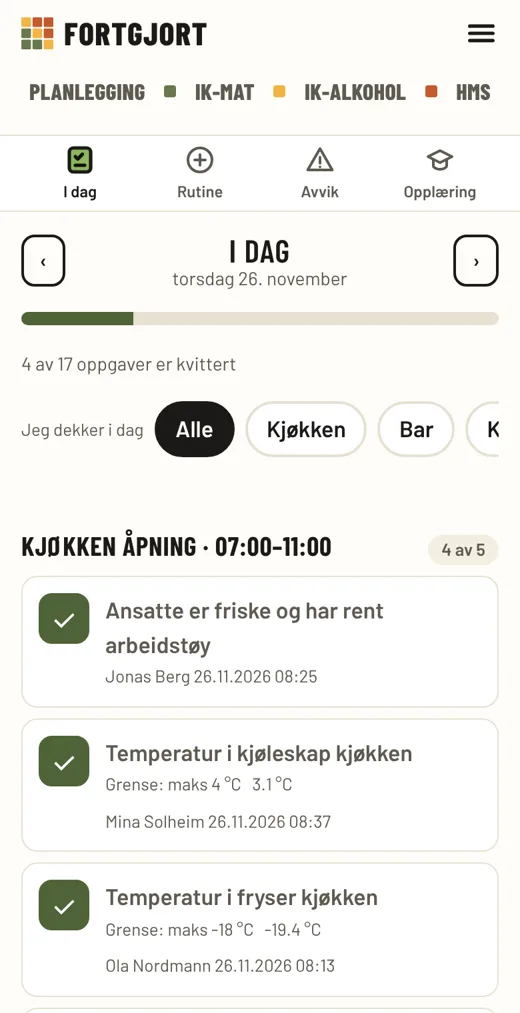 FORTGJORT
PLANLEGGING IK-MAT IK-ALKOHOL HMS
I dag Rutine Avvik Opplæring
‹ I DAG ›
torsdag 26. november
4 av 17 oppgaver er kvittert
Jeg dekker i dag Alle Kjøkken Bar K
KJØKKEN ÅPNING · 07:00–11:00 4 av 5
Ansatte er friske og har rent
arbeidstøy
Jonas Berg 26.11.2026 08:25
Temperatur i kjøleskap kjøkken
Grense: maks 4 °C 3.1 °C
Mina Solheim 26.11.2026 08:37
Temperatur i fryser kjøkken
Grense: maks -18 °C -19.4 °C
Ola Nordmann 26.11.2026 08:13